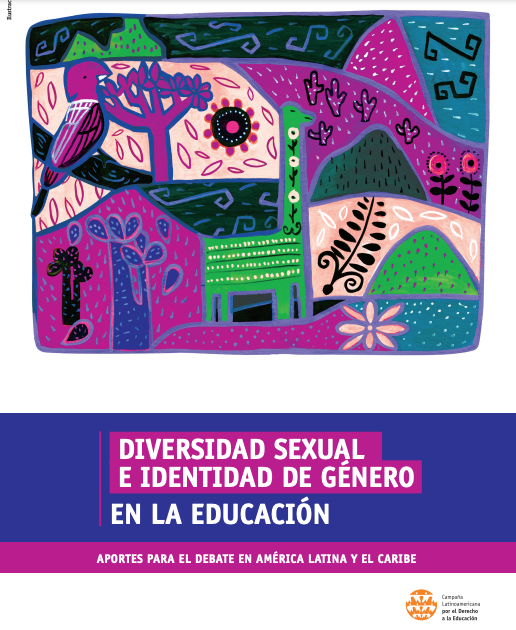 Ilustrac
DIVERSIDAD SEXUAL
E IDENTIDAD DE GÉNERO
EN LA EDUCACIÓN
APORTES PARA EL DEBATE EN AMÉRICA LATINA Y EL CARIBE
Campaña
Latinoamericana
por el Derecho
a la Educación